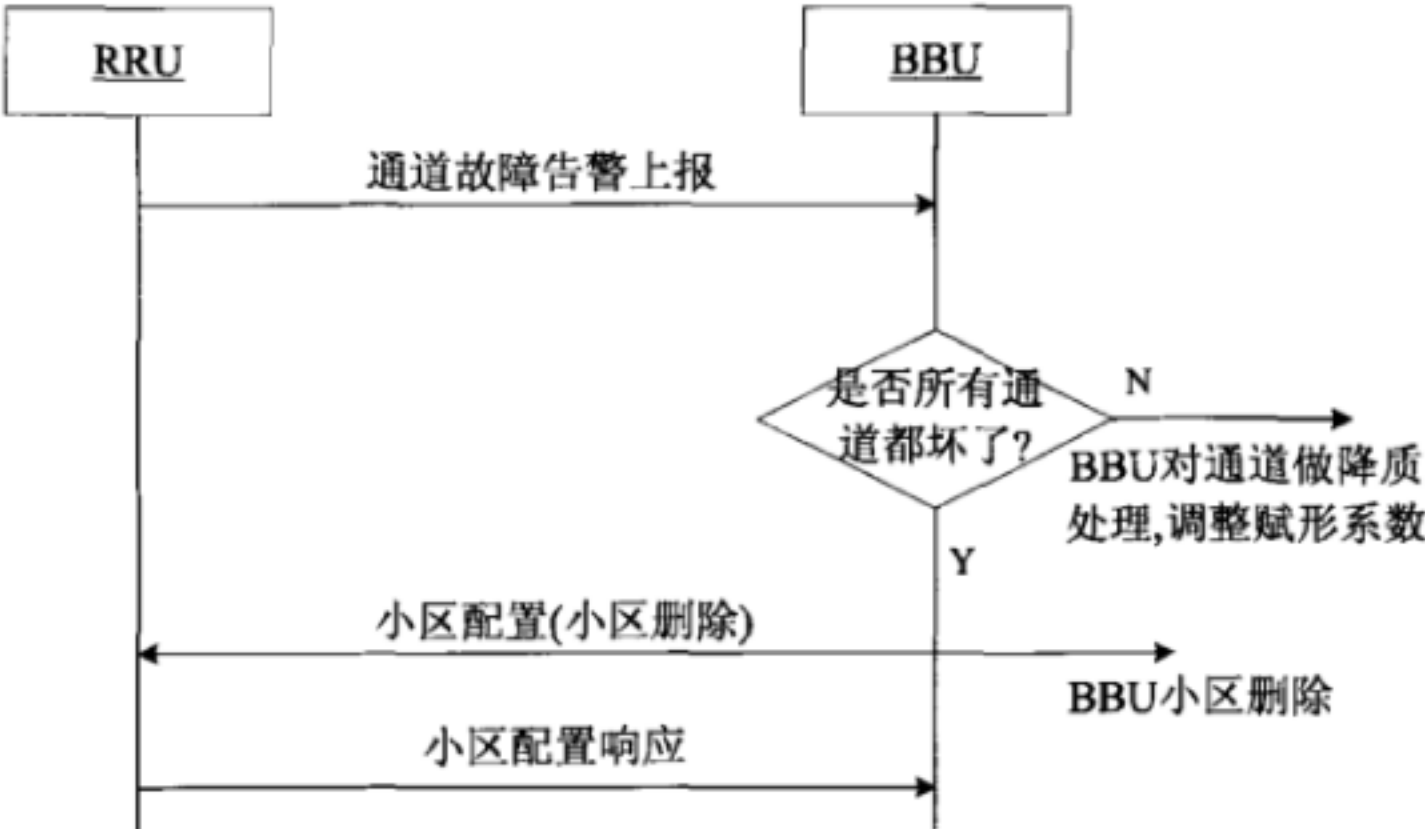 RRU
BBU
通道故障告警上报
是否所有通
道都坏了?
N
BBU对通道做降质
处理,调整赋形系数
Y
小区配置(小区删除)
BBU小区删除
小区配置响应